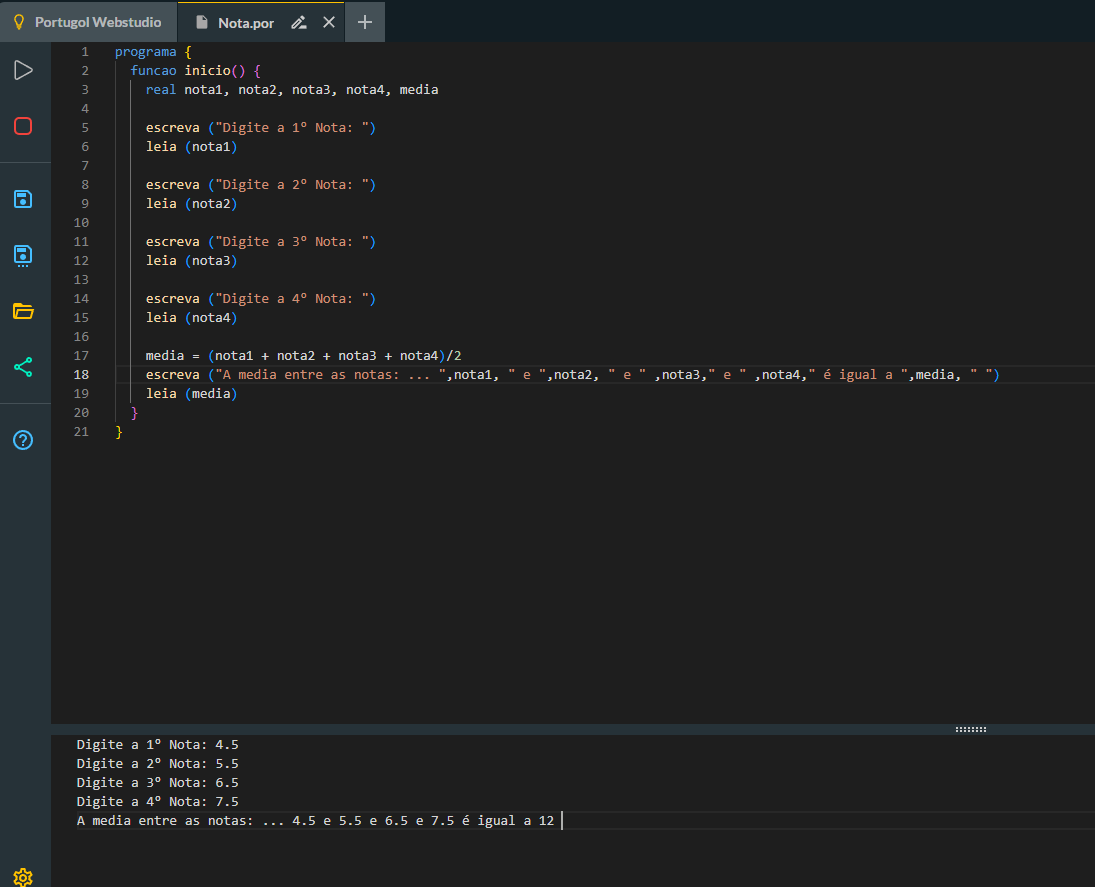 Portugol Webstudio Nota.por
1 programa {
2 funcao inicio() {
3 real nota1, nota2, nota3, nota4, media
4
5 escreva ("Digite a 1º Nota: ")
6 leia (nota1)
7
8 escreva ("Digite a 2º Nota: ")
9 leia (nota2)
10
11 escreva ("Digite a 3º Nota: ")
12 leia (nota3)
13
14 escreva ("Digite a 4º Nota: ")
15 leia (nota4)
16
17 media = (nota1 + nota2 + nota3 + nota4)/2
18 escreva ("A media entre as notas: ... ",nota1, " e ",nota2, " e " ,nota3," e " ,nota4," é igual a ",media, " ")
19 leia (media)
20 }
21 }
Digite a 1º Nota: 4.5
Digite a 2º Nota: 5.5
Digite a 3º Nota: 6.5
Digite a 4º Nota: 7.5
A media entre as notas: ... 4.5 e 5.5 e 6.5 e 7.5 é igual a 12